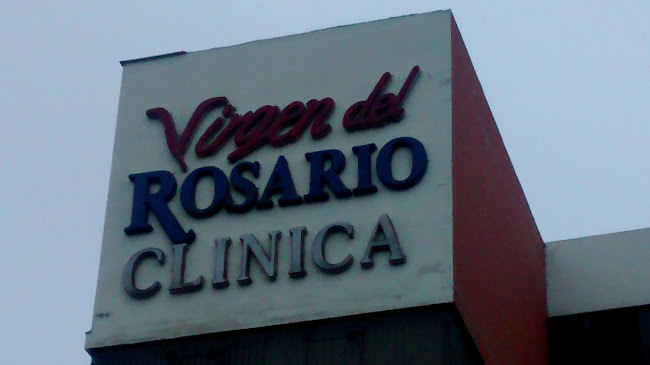 Virgen del
ROSARIO
CLINICA